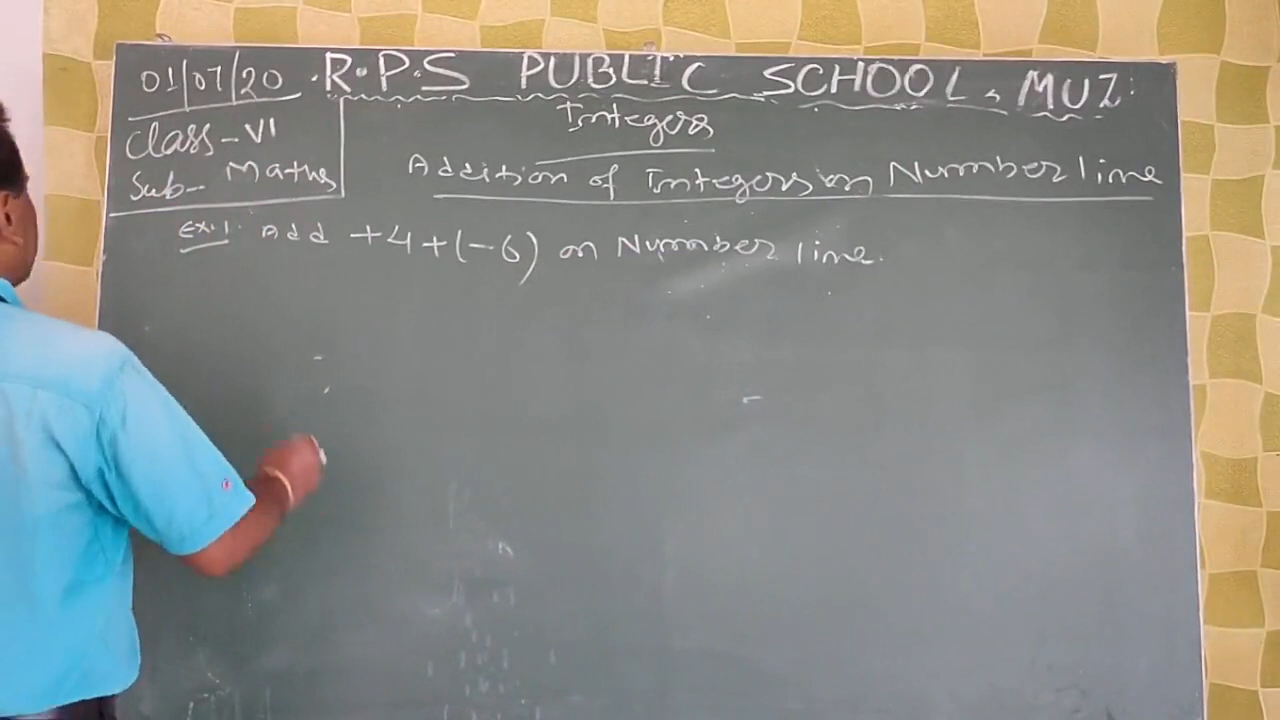 01/07/20 R.P.S PUBLIC SCHOOL, MUZ
Class - VI
Sub - Maths
Integers
Addition of Integers on Number line
Ex.1. Add +4+(-6) on Number line.